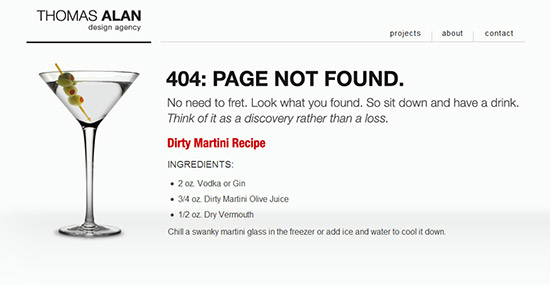 THOMAS ALAN
design agency
projects about contact
404: PAGE NOT FOUND.
No need to fret. Look what you found. So sit down and have a drink.
Think of it as a discovery rather than a loss.
Dirty Martini Recipe
INGREDIENTS:
• 2 oz. Vodka or Gin
• 3/4 oz. Dirty Martini Olive Juice
• 1/2 oz. Dry Vermouth
Chill a swanky martini glass in the freezer or add ice and water to cool it down.